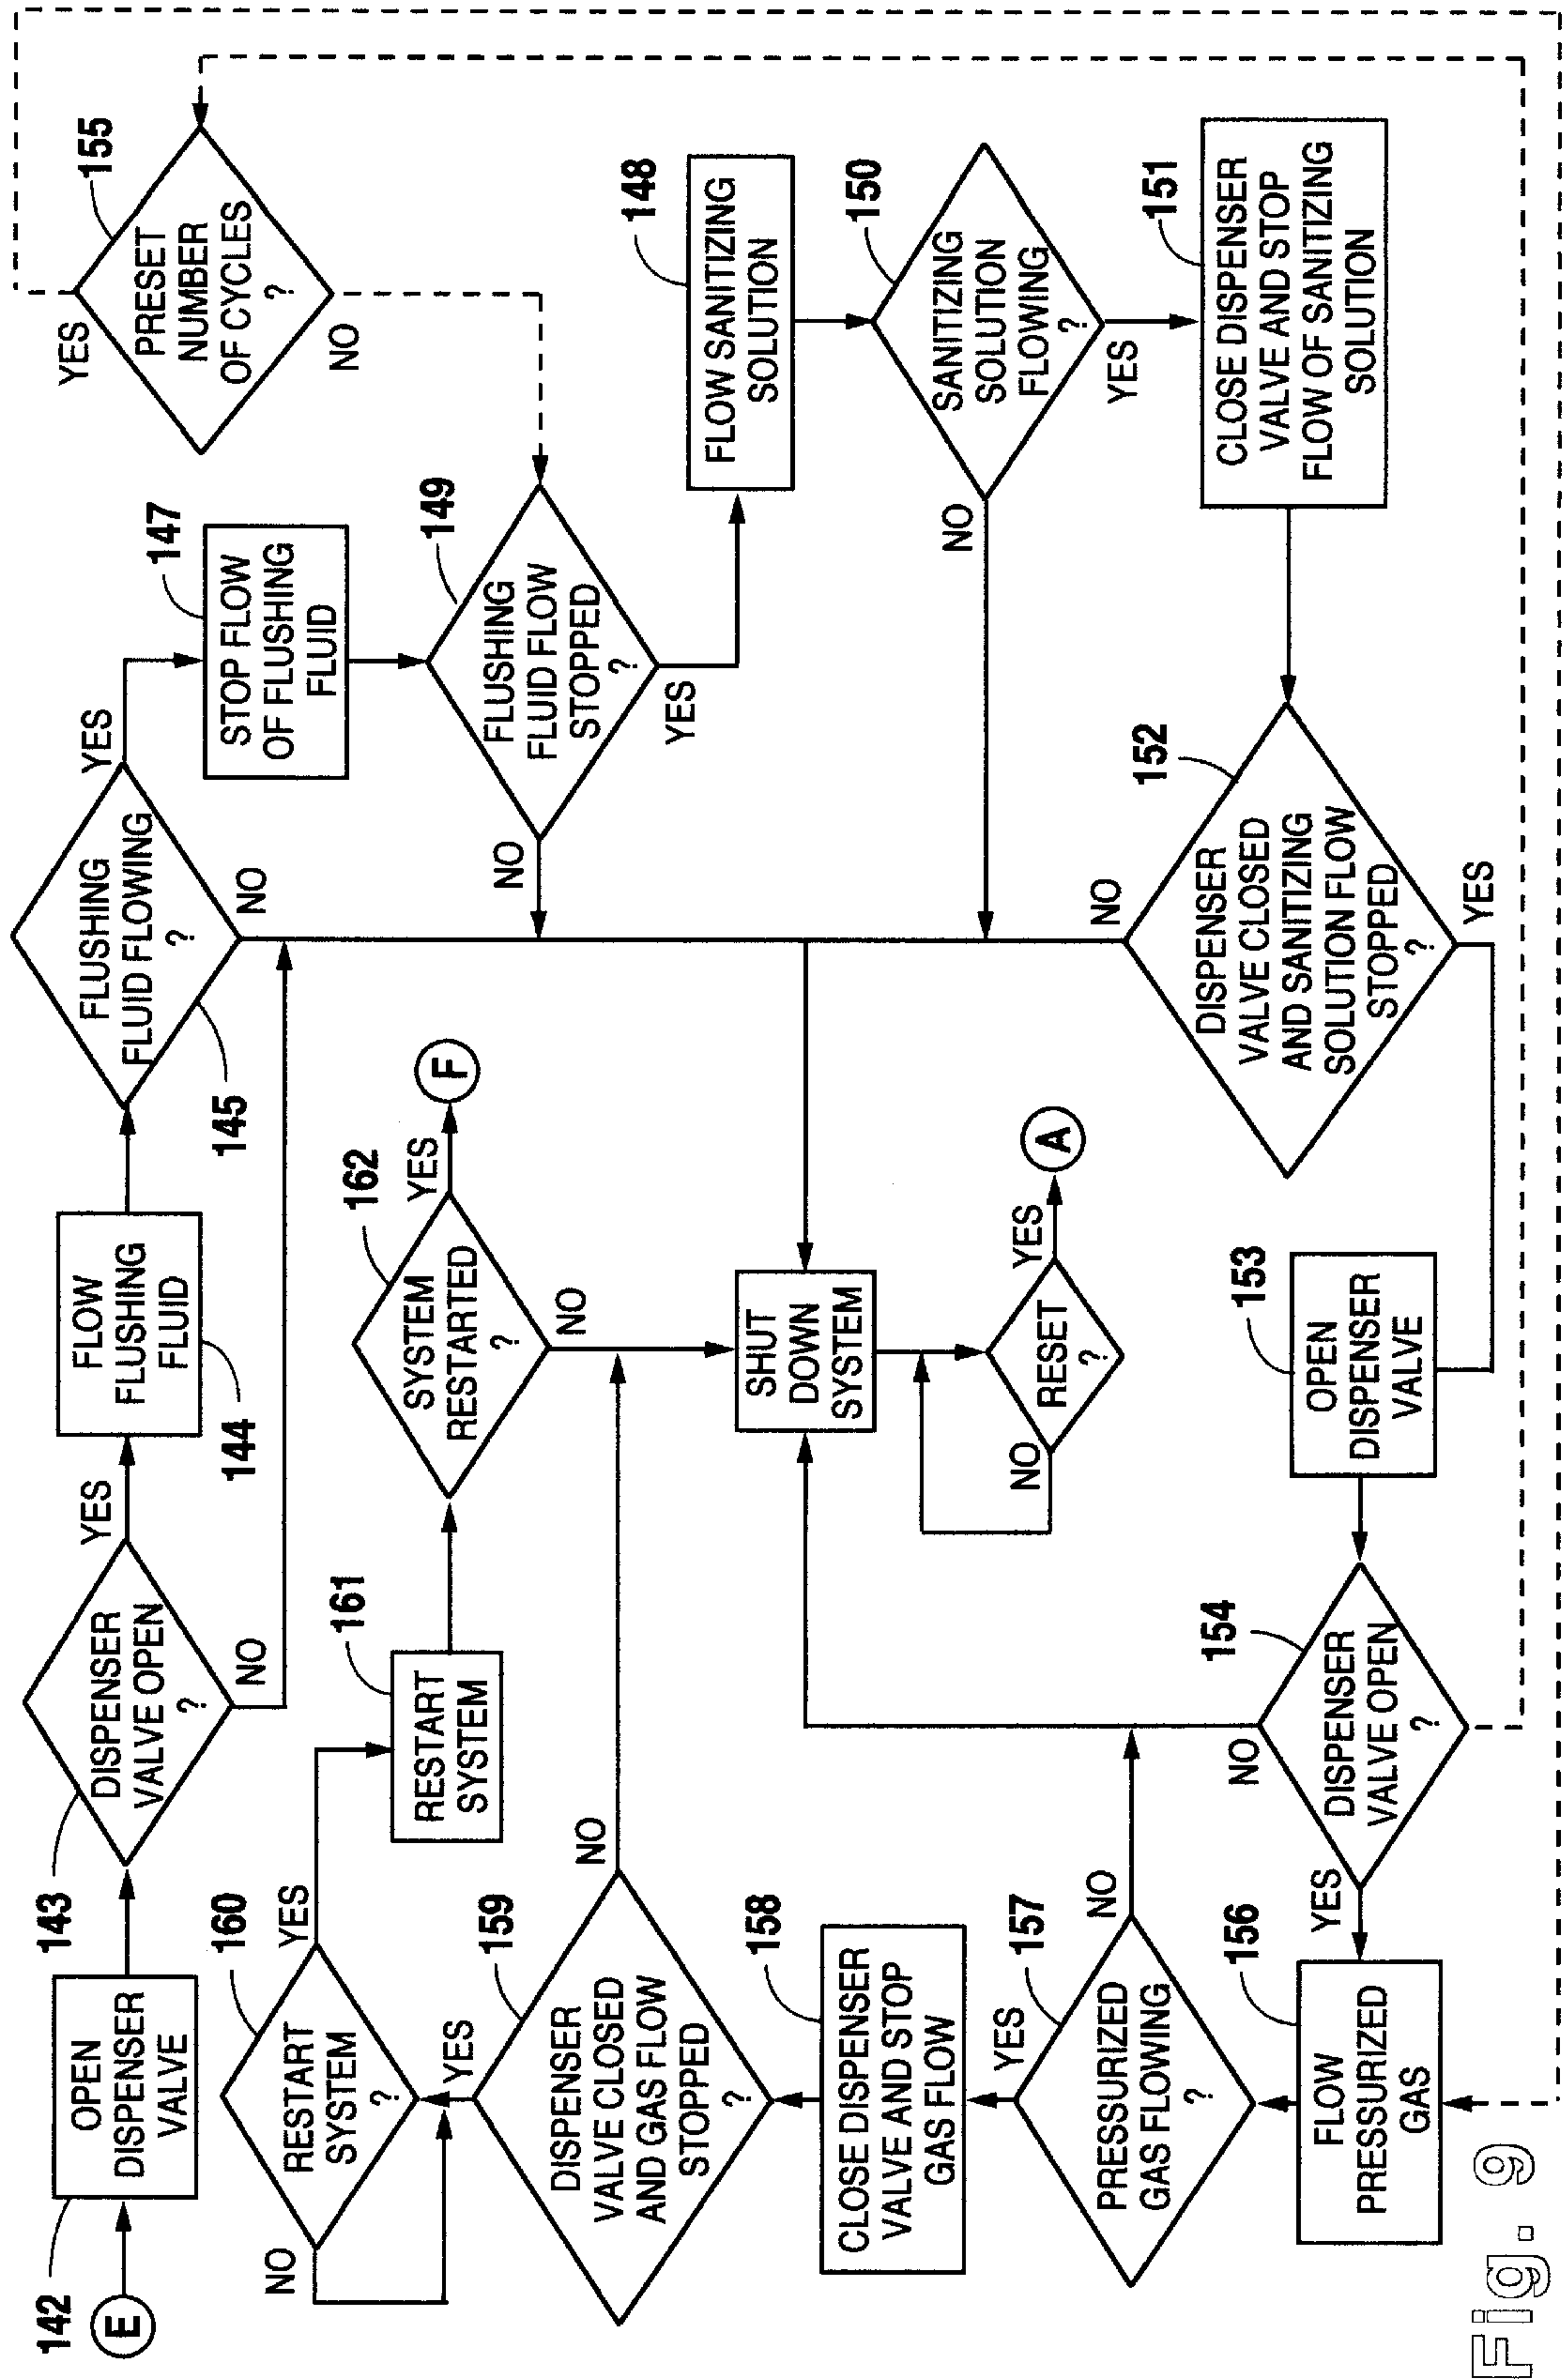 E
142
OPEN
DISPENSER
VALVE
143
DISPENSER
VALVE OPEN
?
YES
NO
144
FLOW
FLUSHING
FLUID
145
FLUSHING
FLUID FLOWING
?
YES
NO
147
STOP FLOW
OF FLUSHING
FLUID
149
FLUSHING
FLUID FLOW
STOPPED
?
NO
YES
155
PRESET
NUMBER
OF CYCLES
?
YES
NO
148
FLOW SANITIZING
SOLUTION
150
SANITIZING
SOLUTION
FLOWING
?
NO
YES
151
CLOSE DISPENSER
VALVE AND STOP
FLOW OF SANITIZING
SOLUTION
152
DISPENSER
VALVE CLOSED
AND SANITIZING
SOLUTION FLOW
STOPPED
?
NO
YES
153
OPEN
DISPENSER
VALVE
154
DISPENSER
VALVE OPEN
?
NO
YES
156
FLOW
PRESSURIZED
GAS
157
PRESSURIZED
GAS FLOWING
?
YES
NO
158
CLOSE DISPENSER
VALVE AND STOP
GAS FLOW
159
DISPENSER
VALVE CLOSED
AND GAS FLOW
STOPPED
?
YES
NO
160
RESTART
SYSTEM
?
NO
YES
161
RESTART
SYSTEM
162
SYSTEM
RESTARTED
?
YES
NO
F
SHUT
DOWN
SYSTEM
RESET
?
NO
YES
A
Fig. 9